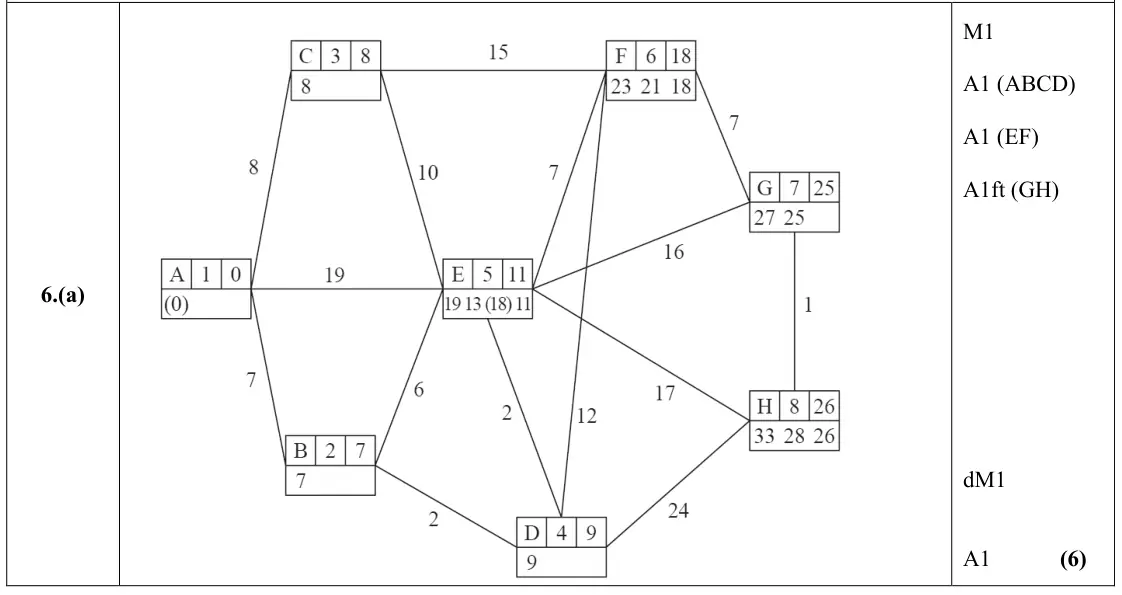 6.(a)
C 3 8
8
15
F 6 18
23 21 18
M1
A1 (ABCD)
A1 (EF)
A1ft (GH)
8
10
7
7
G 7 25
27 25
A 1 0
(0)
19
E 5 11
19 13 (18) 11
16
1
7
6
2
12
17
H 8 26
33 28 26
B 2 7
7
2
D 4 9
9
24
dM1
A1 (6)